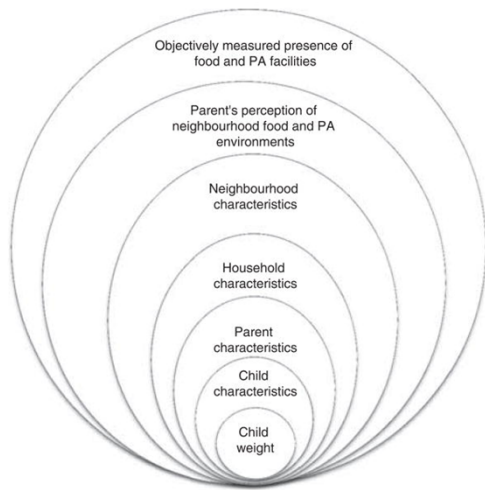 Objectively measured presence of
food and PA facilities
Parent's perception of
neighbourhood food and PA
environments
Neighbourhood
characteristics
Household
characteristics
Parent
characteristics
Child
characteristics
Child
weight